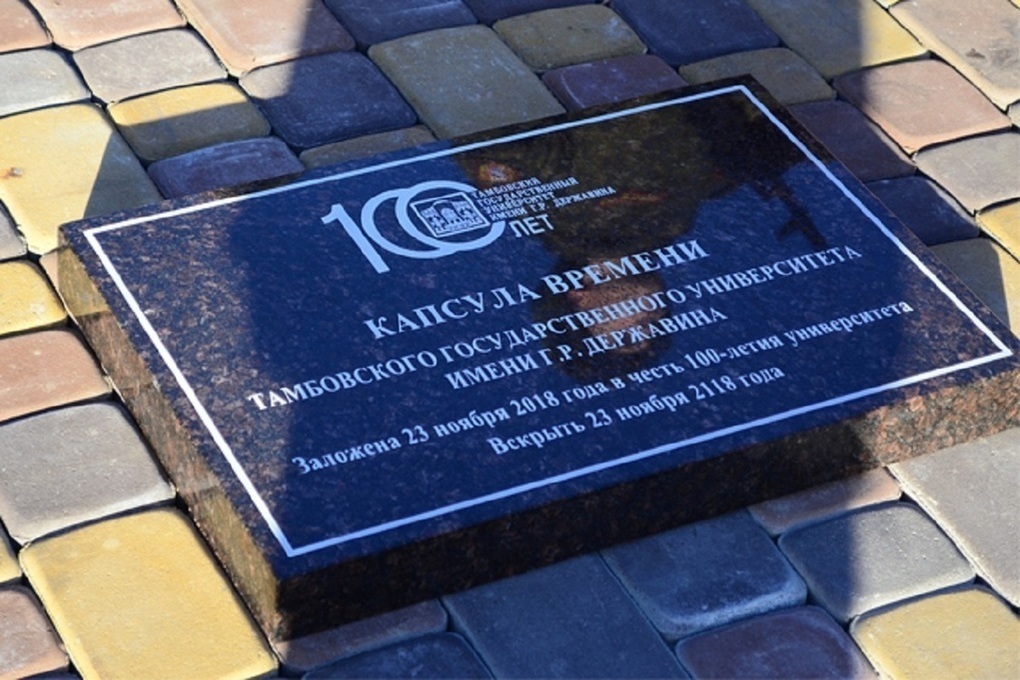 100
ТАМБОВСКИЙ
ГОСУДАРСТВЕННЫЙ
УНИВЕРСИТЕТ
ИМЕНИ Г.Р. ДЕРЖАВИНА
ЛЕТ
КАПСУЛА ВРЕМЕНИ
ТАМБОВСКОГО ГОСУДАРСТВЕННОГО УНИВЕРСИТЕТА
ИМЕНИ Г.Р. ДЕРЖАВИНА
Заложена 23 ноября 2018 года в честь 100-летия университета
Вскрыть 23 ноября 2118 года